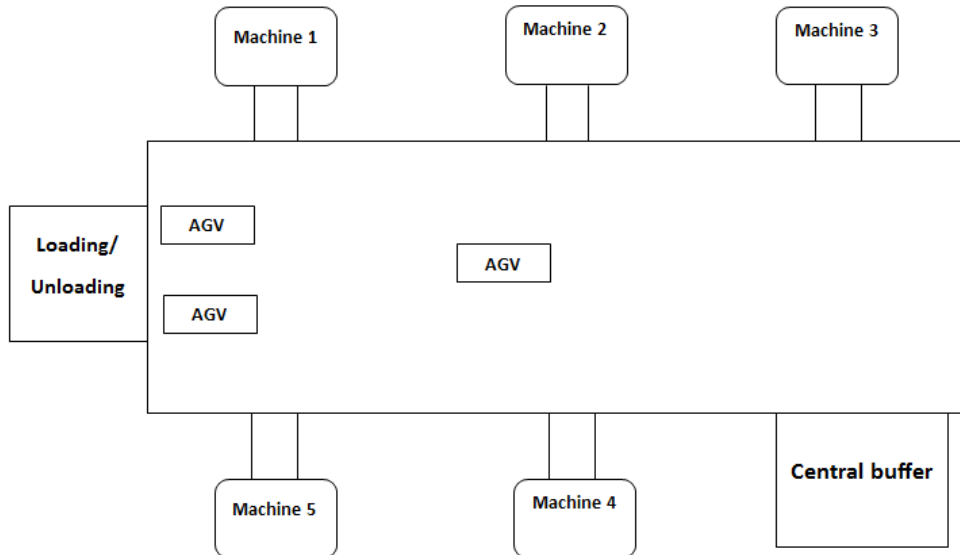 Machine 1
Machine 2
Machine 3
AGV
Loading/
Unloading
AGV
AGV
Central buffer
Machine 5
Machine 4